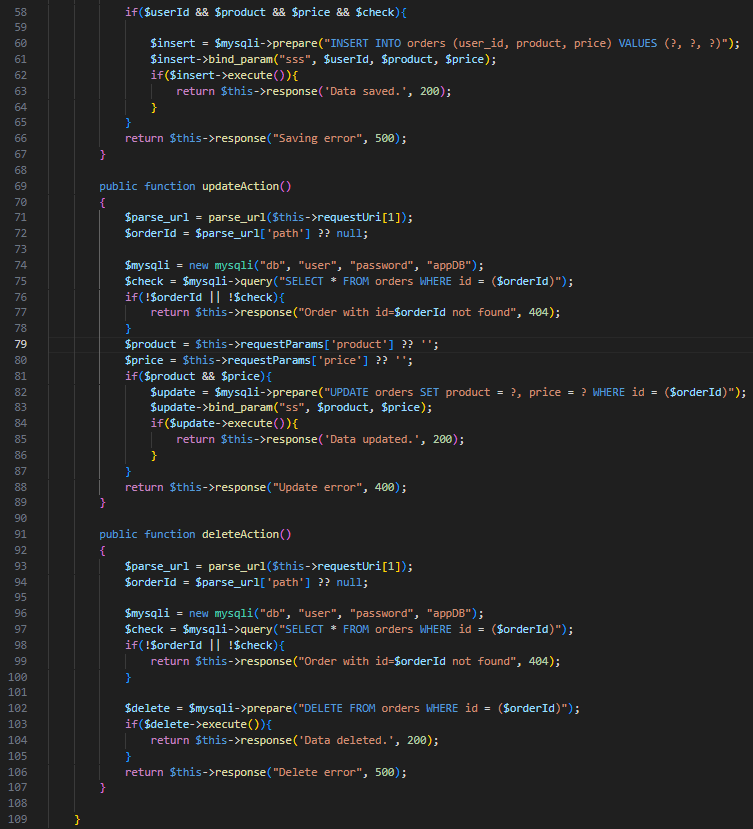 58 if($userId && $product && $price && $check){
59
60 $insert = $mysqli->prepare("INSERT INTO orders (user_id, product, price) VALUES (?, ?, ?)");
61 $insert->bind_param("sss", $userId, $product, $price);
62 if($insert->execute()){
63 return $this->response('Data saved.', 200);
64 }
65 }
66 return $this->response("Saving error", 500);
67 }
68
69 public function updateAction()
70 {
71 $parse_url = parse_url($this->requestUri[1]);
72 $orderId = $parse_url['path'] ?? null;
73
74 $mysqli = new mysqli("db", "user", "password", "appDB");
75 $check = $mysqli->query("SELECT * FROM orders WHERE id = ($orderId)");
76 if(!$orderId || !$check){
77 return $this->response("Order with id=$orderId not found", 404);
78 }
79 $product = $this->requestParams['product'] ?? '';
80 $price = $this->requestParams['price'] ?? '';
81 if($product && $price){
82 $update = $mysqli->prepare("UPDATE orders SET product = ?, price = ? WHERE id = ($orderId)");
83 $update->bind_param("ss", $product, $price);
84 if($update->execute()){
85 return $this->response('Data updated.', 200);
86 }
87 }
88 return $this->response("Update error", 400);
89 }
90
91 public function deleteAction()
92 {
93 $parse_url = parse_url($this->requestUri[1]);
94 $orderId = $parse_url['path'] ?? null;
95
96 $mysqli = new mysqli("db", "user", "password", "appDB");
97 $check = $mysqli->query("SELECT * FROM orders WHERE id = ($orderId)");
98 if(!$orderId || !$check){
99 return $this->response("Order with id=$orderId not found", 404);
100 }
101
102 $delete = $mysqli->prepare("DELETE FROM orders WHERE id = ($orderId)");
103 if($delete->execute()){
104 return $this->response('Data deleted.', 200);
105 }
106 return $this->response("Delete error", 500);
107 }
108
109 }